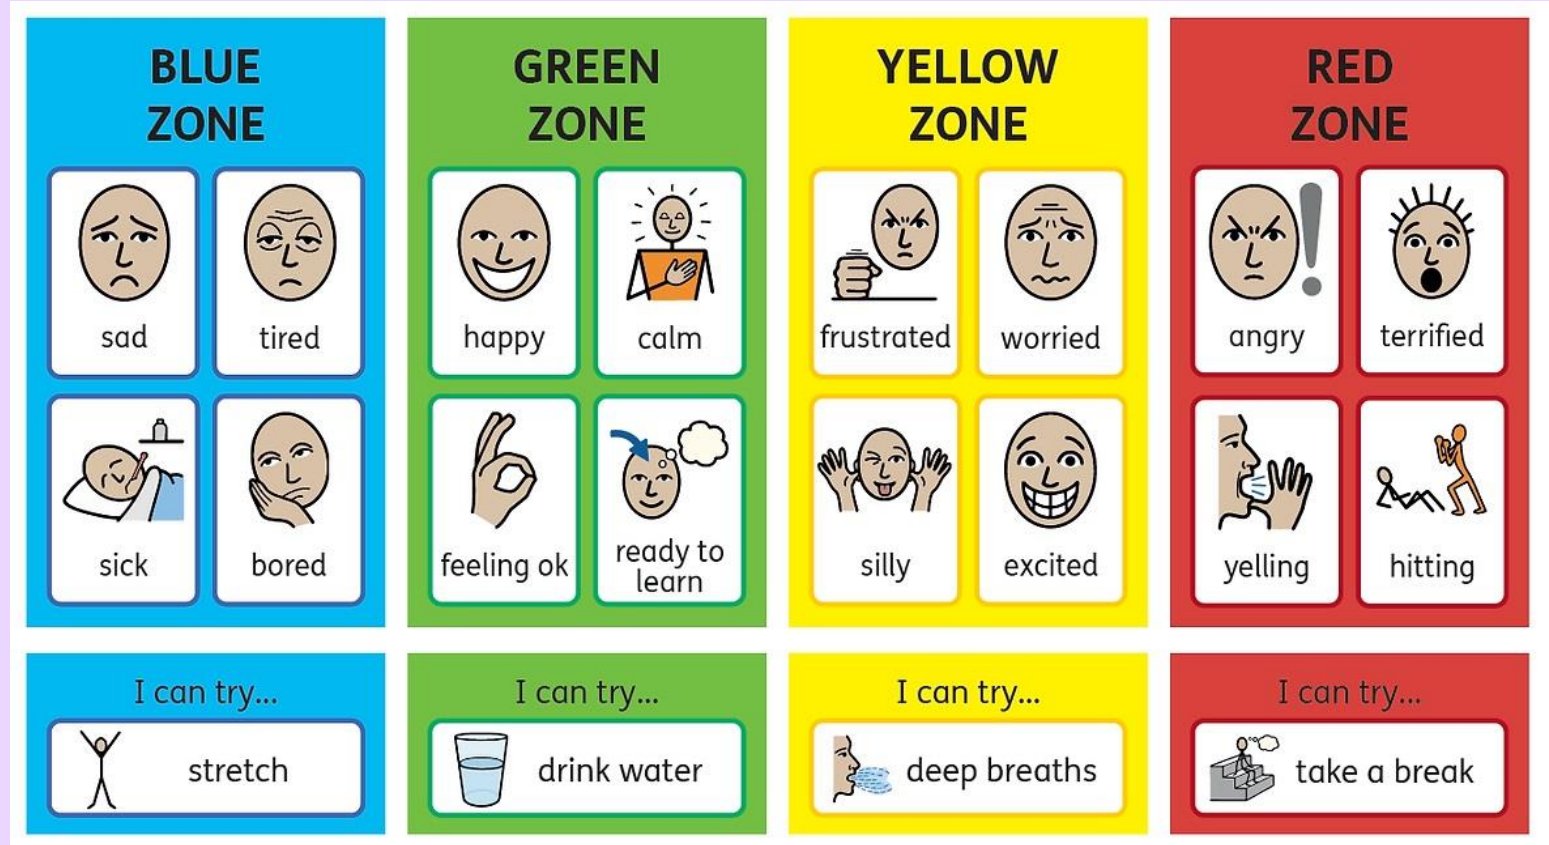 BLUE
ZONE
sad
tired
sick
bored
GREEN
ZONE
happy
calm
feeling ok
ready to
learn
YELLOW
ZONE
frustrated
worried
silly
excited
RED
ZONE
angry
terrified
yelling
hitting
I can try...
stretch
I can try...
drink water
I can try...
deep breaths
I can try...
take a break